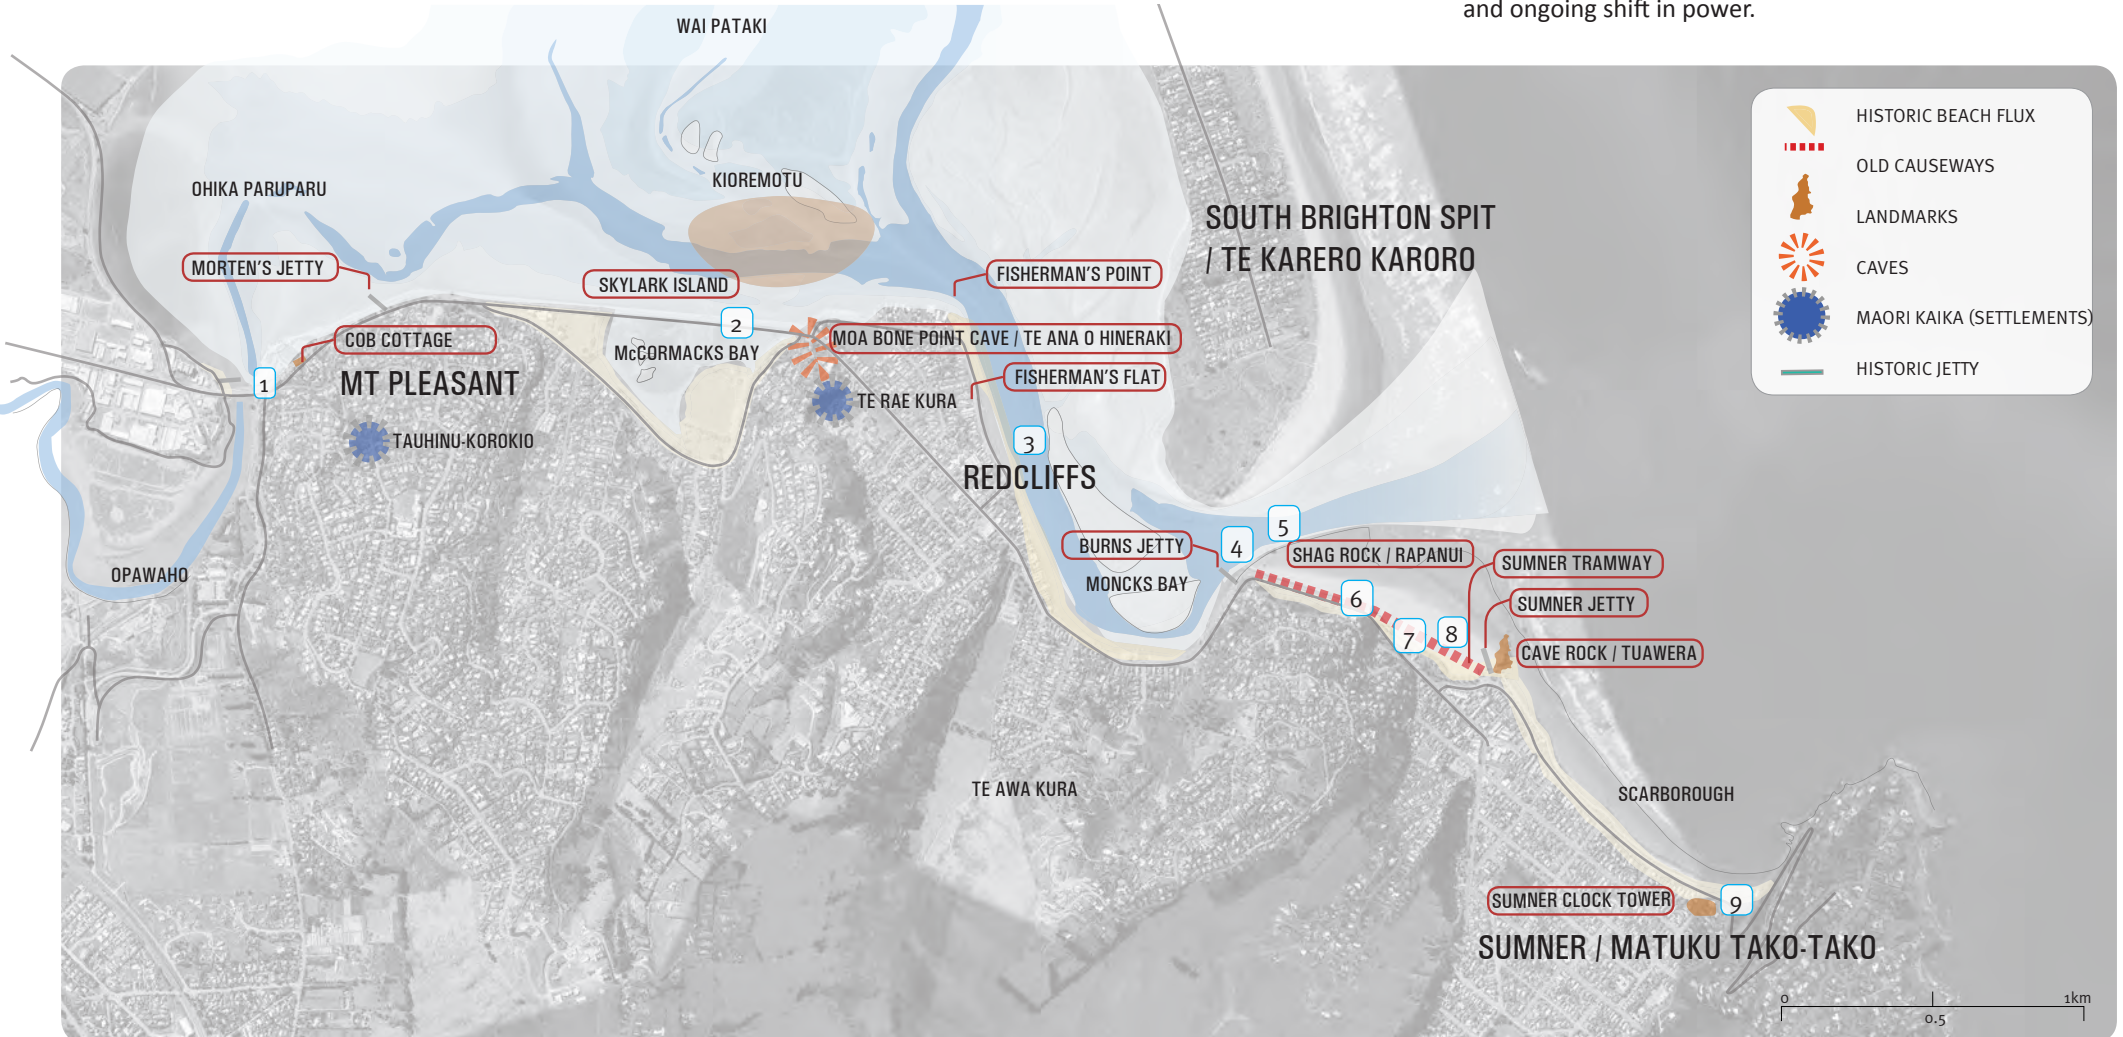 and ongoing shift in power.
WAI PATAKI
HISTORIC BEACH FLUX
OLD CAUSEWAYS
LANDMARKS
CAVES
MAORI KAIKA (SETTLEMENTS)
HISTORIC JETTY
OHIKA PARUPARU
KIOREMOTU
SOUTH BRIGHTON SPIT
/ TE KARERO KARORO
MORTEN'S JETTY
SKYLARK ISLAND
FISHERMAN'S POINT
2
COB COTTAGE
McCORMACKS BAY
MOA BONE POINT CAVE / TE ANA O HINERAKI
1
MT PLEASANT
FISHERMAN'S FLAT
TE RAE KURA
TAUHINU-KOROKIO
3
REDCLIFFS
5
4
BURNS JETTY
SHAG ROCK / RAPANUI
SUMNER TRAMWAY
OPAWAHO
MONCKS BAY
6
SUMNER JETTY
7
8
CAVE ROCK / TUAWERA
TE AWA KURA
SCARBOROUGH
SUMNER CLOCK TOWER
9
SUMNER / MATUKU TAKO-TAKO
0
1km
0.5